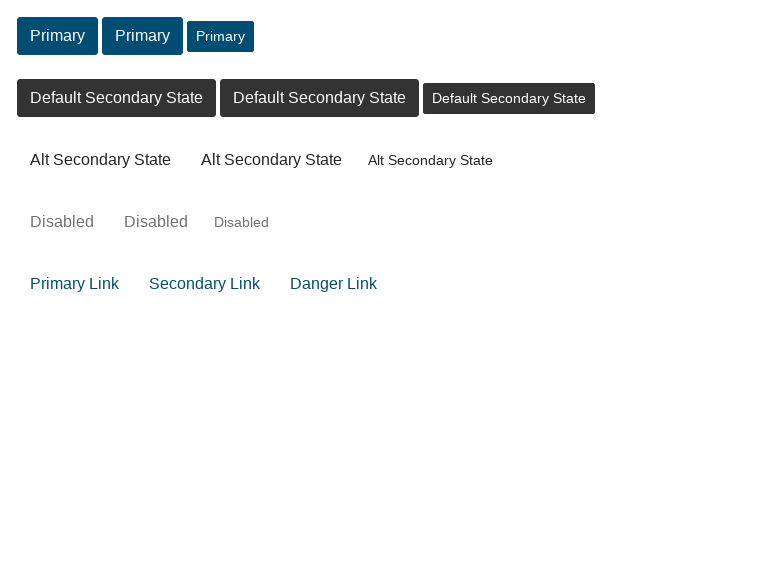 Primary Primary Primary
Default Secondary State Default Secondary State Default Secondary State
Alt Secondary State Alt Secondary State Alt Secondary State
Disabled Disabled Disabled
Primary Link Secondary Link Danger Link